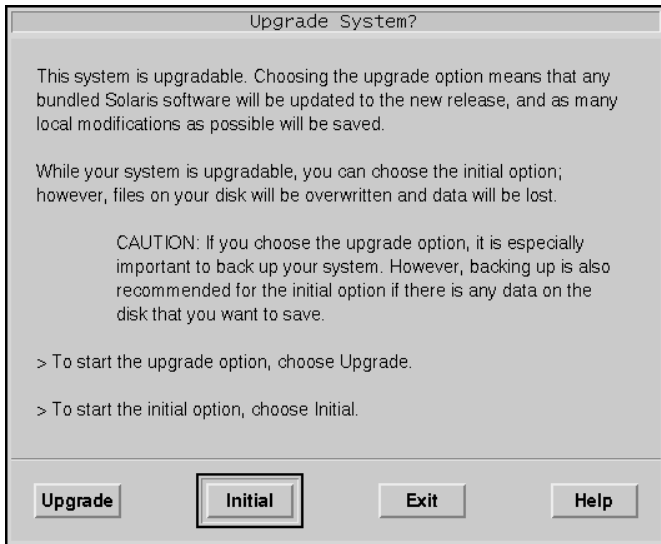 Upgrade System?
This system is upgradable. Choosing the upgrade option means that any
bundled Solaris software will be updated to the new release, and as many
local modifications as possible will be saved.
While your system is upgradable, you can choose the initial option;
however, files on your disk will be overwritten and data will be lost.
CAUTION: If you choose the upgrade option, it is especially
important to back up your system. However, backing up is also
recommended for the initial option if there is any data on the
disk that you want to save.
> To start the upgrade option, choose Upgrade.
> To start the initial option, choose Initial.
Upgrade Initial Exit Help